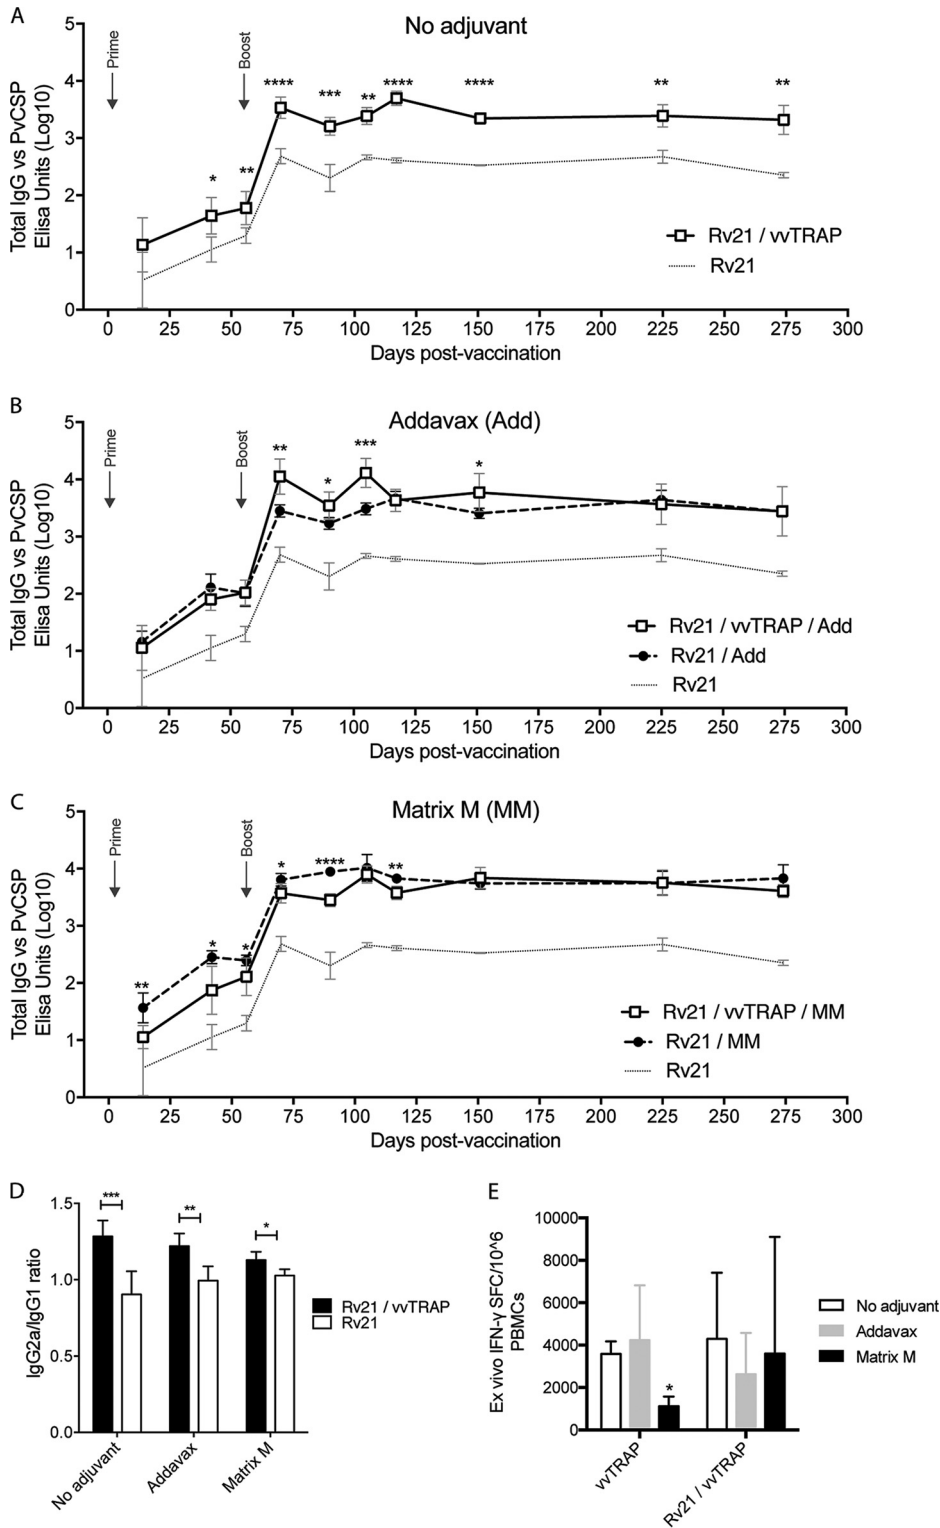 A
No adjuvant
Prime
Boost
Total IgG vs PvCSP
Elisa Units (Log10)
5
4
3
2
1
0
* ** **** *** ** **** **** ** **
Rv21 / vvTRAP
Rv21
0 25 50 75 100 125 150 175 200 225 250 275 300
Days post-vaccination
B
Addavax (Add)
Prime
Boost
Total IgG vs PvCSP
Elisa Units (Log10)
5
4
3
2
1
0
** * *** *
Rv21 / vvTRAP / Add
Rv21 / Add
Rv21
0 25 50 75 100 125 150 175 200 225 250 275 300
Days post-vaccination
C
Matrix M (MM)
Prime
Boost
Total IgG vs PvCSP
Elisa Units (Log10)
5
4
3
2
1
0
** * * * **** **
Rv21 / vvTRAP / MM
Rv21 / MM
Rv21
0 25 50 75 100 125 150 175 200 225 250 275 300
Days post-vaccination
D
IgG2a/IgG1 ratio
1.5
1.0
0.5
0.0
*** ** *
Rv21 / vvTRAP
Rv21
No adjuvant
Addavax
Matrix M
E
Ex vivo IFN-γ SFC/10^6
PBMCs
10000
8000
6000
4000
2000
0
*
No adjuvant
Addavax
Matrix M
vvTRAP
Rv21 / vvTRAP